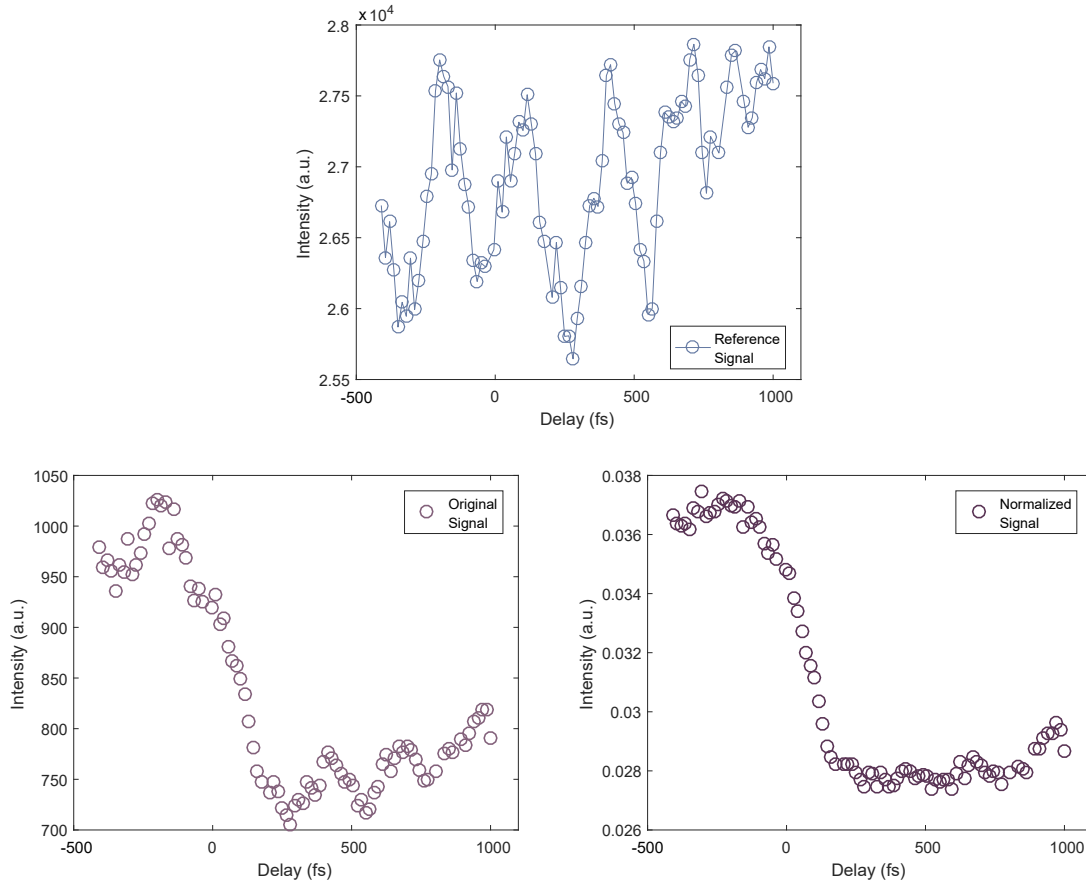 x 10⁴
2.8
2.75
2.7
2.65
2.6
2.55
Intensity (a.u.)
Reference
Signal
-500
0
500
1000
Delay (fs)
1050
1000
950
900
850
800
750
700
Intensity (a.u.)
Original
Signal
-500
0
500
1000
Delay (fs)
0.038
0.036
0.034
0.032
0.03
0.028
0.026
Intensity (a.u.)
Normalized
Signal
-500
0
500
1000
Delay (fs)